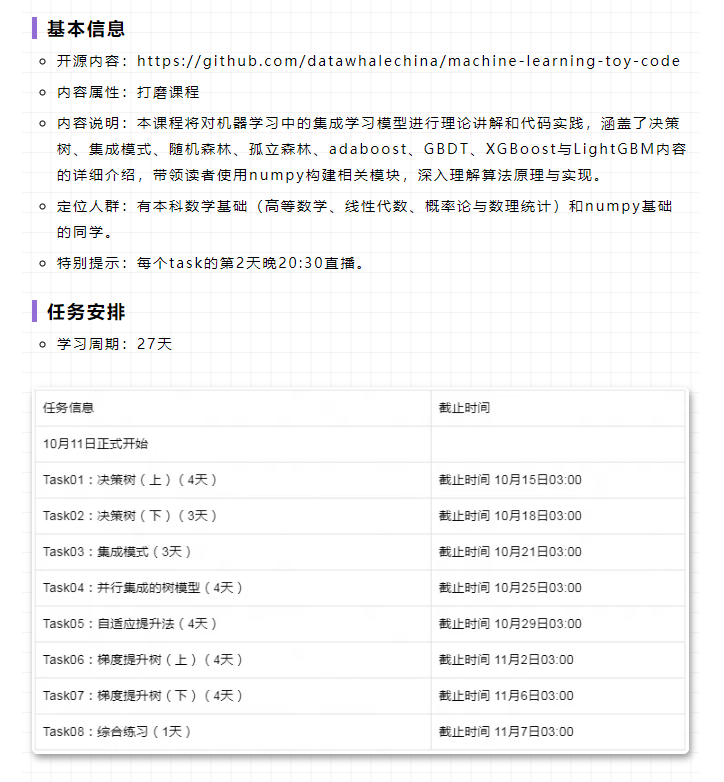 基本信息
开源内容：https://github.com/datawhalechina/machine-learning-toy-code
内容属性：打磨课程
内容说明：本课程将对机器学习中的集成学习模型进行理论讲解和代码实践，涵盖了决策
树、集成模式、随机森林、孤立森林、adaboost、GBDT、XGBoost与LightGBM内容
的详细介绍，带领读者使用numpy构建相关模块，深入理解算法原理与实现。
定位人群：有本科数学基础（高等数学、线性代数、概率论与数理统计）和numpy基础
的同学。
特别提示：每个task的第2天晚20:30直播。
任务安排
学习周期：27天
任务信息 截止时间
10月11日正式开始
Task01：决策树（上）（4天） 截止时间 10月15日03:00
Task02：决策树（下）（3天） 截止时间 10月18日03:00
Task03：集成模式（3天） 截止时间 10月21日03:00
Task04：并行集成的树模型（4天） 截止时间 10月25日03:00
Task05：自适应提升法（4天） 截止时间 10月29日03:00
Task06：梯度提升树（上）（4天） 截止时间 11月2日03:00
Task07：梯度提升树（下）（4天） 截止时间 11月6日03:00
Task08：综合练习（1天） 截止时间 11月7日03:00